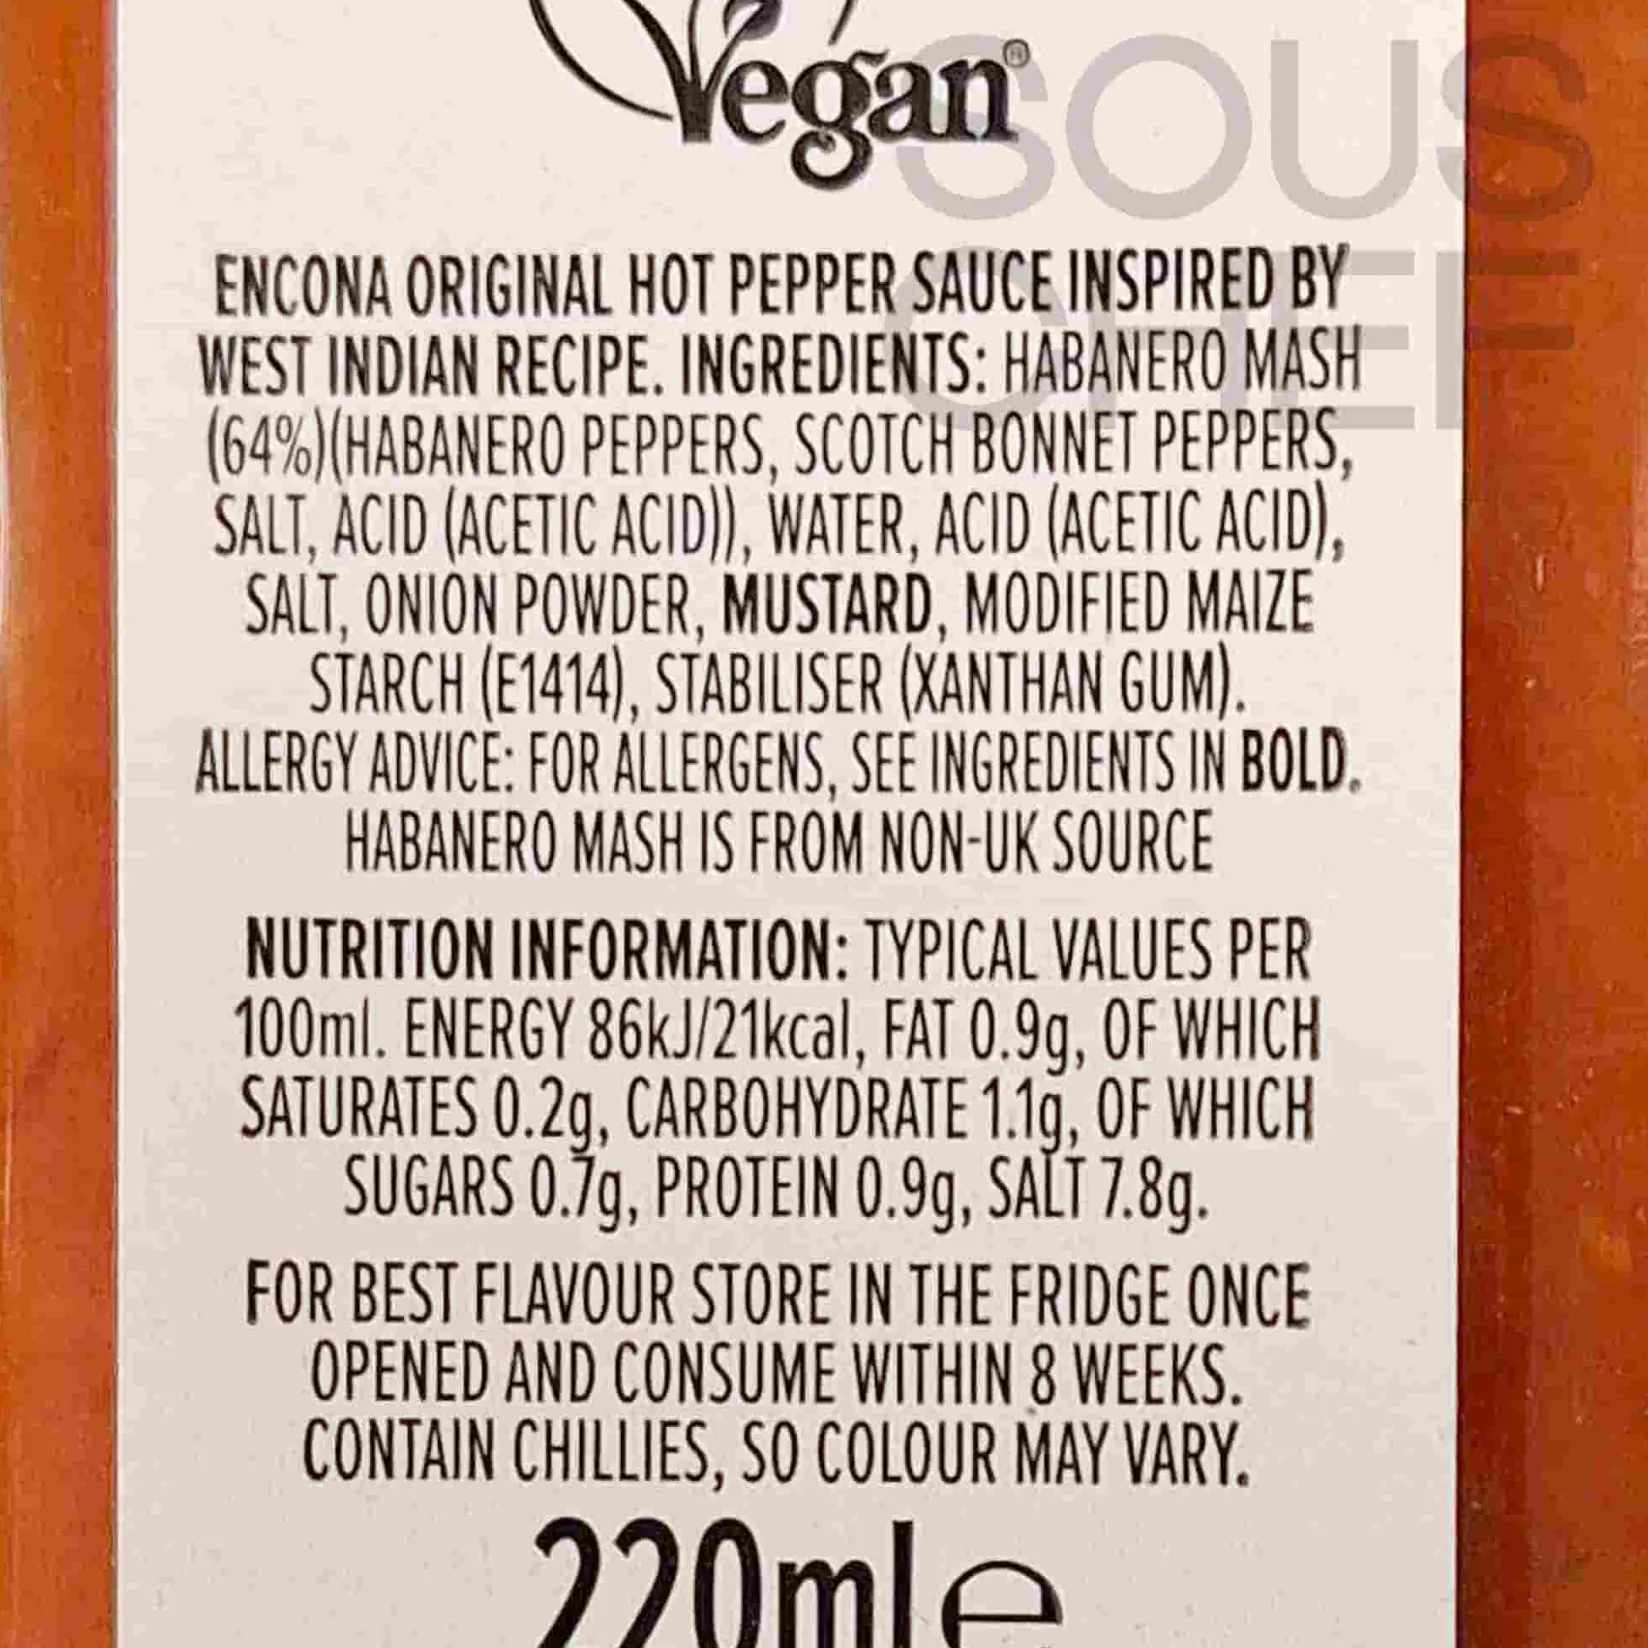 Vegan®
SOUS
CHEF
ENCONA ORIGINAL HOT PEPPER SAUCE INSPIRED BY
WEST INDIAN RECIPE. INGREDIENTS: HABANERO MASH
(64%)(HABANERO PEPPERS, SCOTCH BONNET PEPPERS,
SALT, ACID (ACETIC ACID)), WATER, ACID (ACETIC ACID),
SALT, ONION POWDER, MUSTARD, MODIFIED MAIZE
STARCH (E1414), STABILISER (XANTHAN GUM).
ALLERGY ADVICE: FOR ALLERGENS, SEE INGREDIENTS IN BOLD.
HABANERO MASH IS FROM NON-UK SOURCE
NUTRITION INFORMATION: TYPICAL VALUES PER
100ml. ENERGY 86kJ/21kcal, FAT 0.9g, OF WHICH
SATURATES 0.2g, CARBOHYDRATE 1.1g, OF WHICH
SUGARS 0.7g, PROTEIN 0.9g, SALT 7.8g.
FOR BEST FLAVOUR STORE IN THE FRIDGE ONCE
OPENED AND CONSUME WITHIN 8 WEEKS.
CONTAIN CHILLIES, SO COLOUR MAY VARY.
220ml e